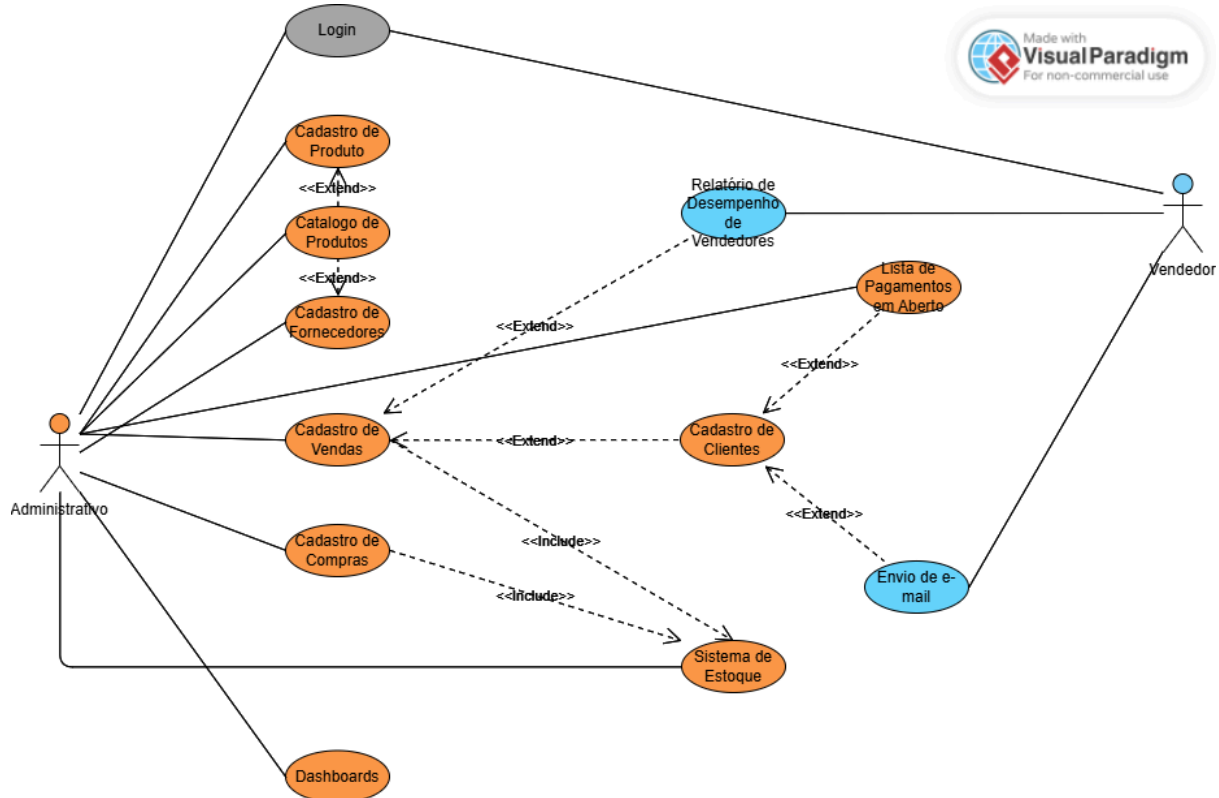 Login
Made with
Visual Paradigm
For non-commercial use
Cadastro de
Produto
<<Extend>>
Catalogo de
Produtos
<<Extend>>
Cadastro de
Fornecedores
Relatório de
Desempenho
de
Vendedores
Vendedor
Lista de
Pagamentos
em Aberto
<<Extend>>
<<Extend>>
Cadastro de
Vendas
<<Extend>>
Cadastro de
Clientes
Administrativo
<<Extend>>
Cadastro de
Compras
<<Include>>
<<Include>>
Envio de e-
mail
Sistema de
Estoque
Dashboards